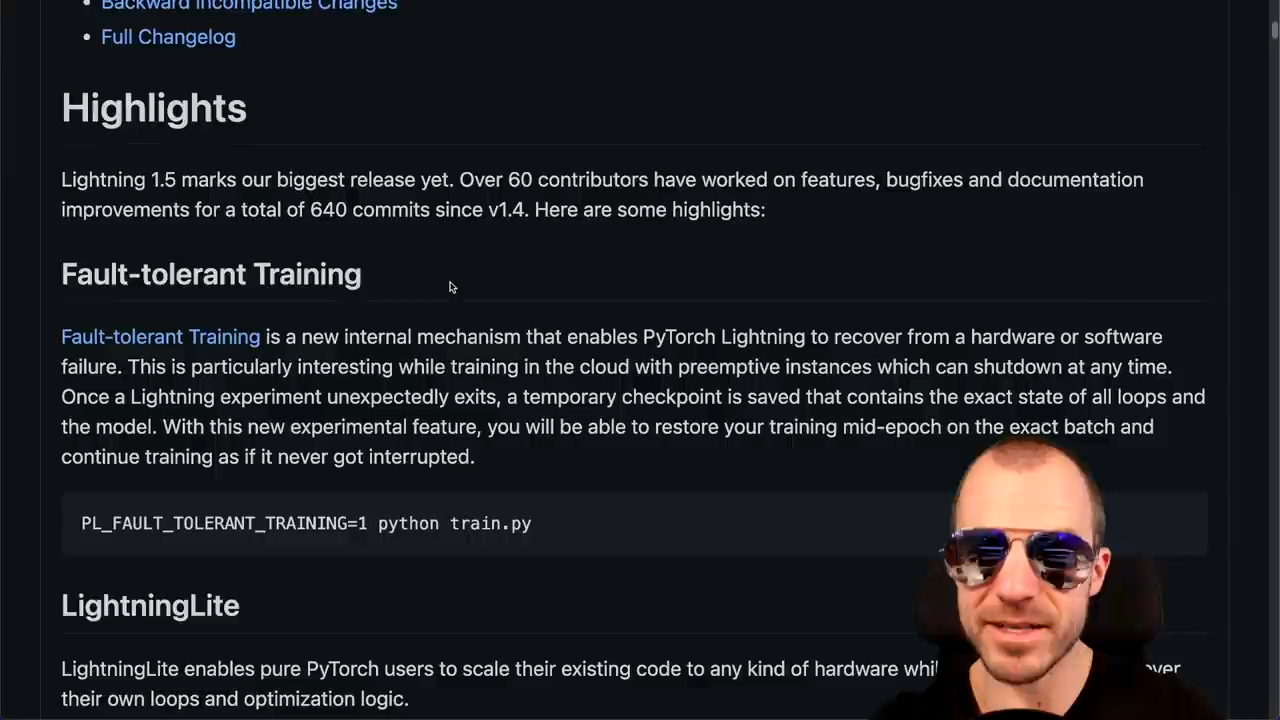 Backward Incompatible Changes
Full Changelog
Highlights
Lightning 1.5 marks our biggest release yet. Over 60 contributors have worked on features, bugfixes and documentation
improvements for a total of 640 commits since v1.4. Here are some highlights:
Fault-tolerant Training
Fault-tolerant Training is a new internal mechanism that enables PyTorch Lightning to recover from a hardware or software
failure. This is particularly interesting while training in the cloud with preemptive instances which can shutdown at any time.
Once a Lightning experiment unexpectedly exits, a temporary checkpoint is saved that contains the exact state of all loops and
the model. With this new experimental feature, you will be able to restore your training mid-epoch on the exact batch and
continue training as if it never got interrupted.
PL_FAULT_TOLERANT_TRAINING=1 python train.py
LightningLite
LightningLite enables pure PyTorch users to scale their existing code to any kind of hardware
their own loops and optimization logic.